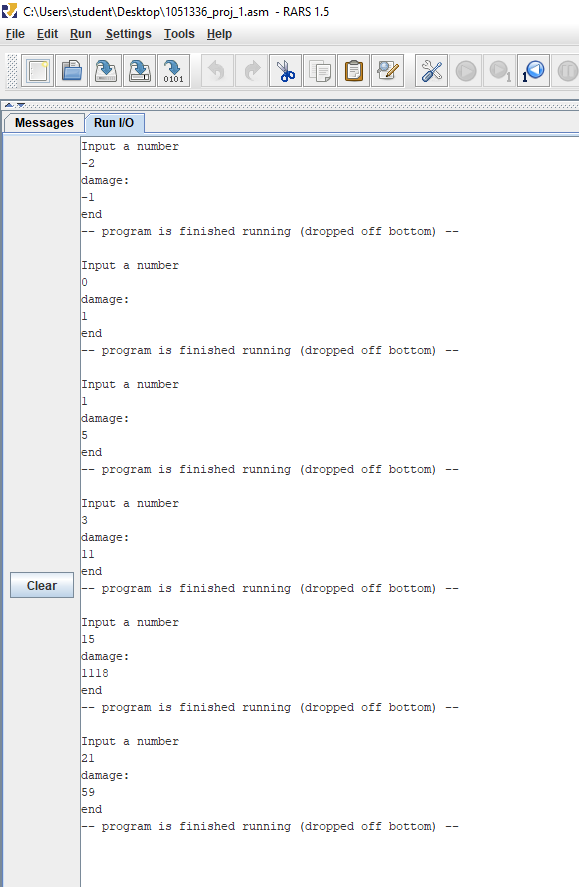 C:\Users\student\Desktop\1051336_proj_1.asm - RARS 1.5
File Edit Run Settings Tools Help
0101 1 1
Messages Run I/O
Input a number
-2
damage:
-1
end
-- program is finished running (dropped off bottom) --
Input a number
0
damage:
1
end
-- program is finished running (dropped off bottom) --
Input a number
1
damage:
5
end
-- program is finished running (dropped off bottom) --
Input a number
3
damage:
11
end
Clear
-- program is finished running (dropped off bottom) --
Input a number
15
damage:
1118
end
-- program is finished running (dropped off bottom) --
Input a number
21
damage:
59
end
-- program is finished running (dropped off bottom) --